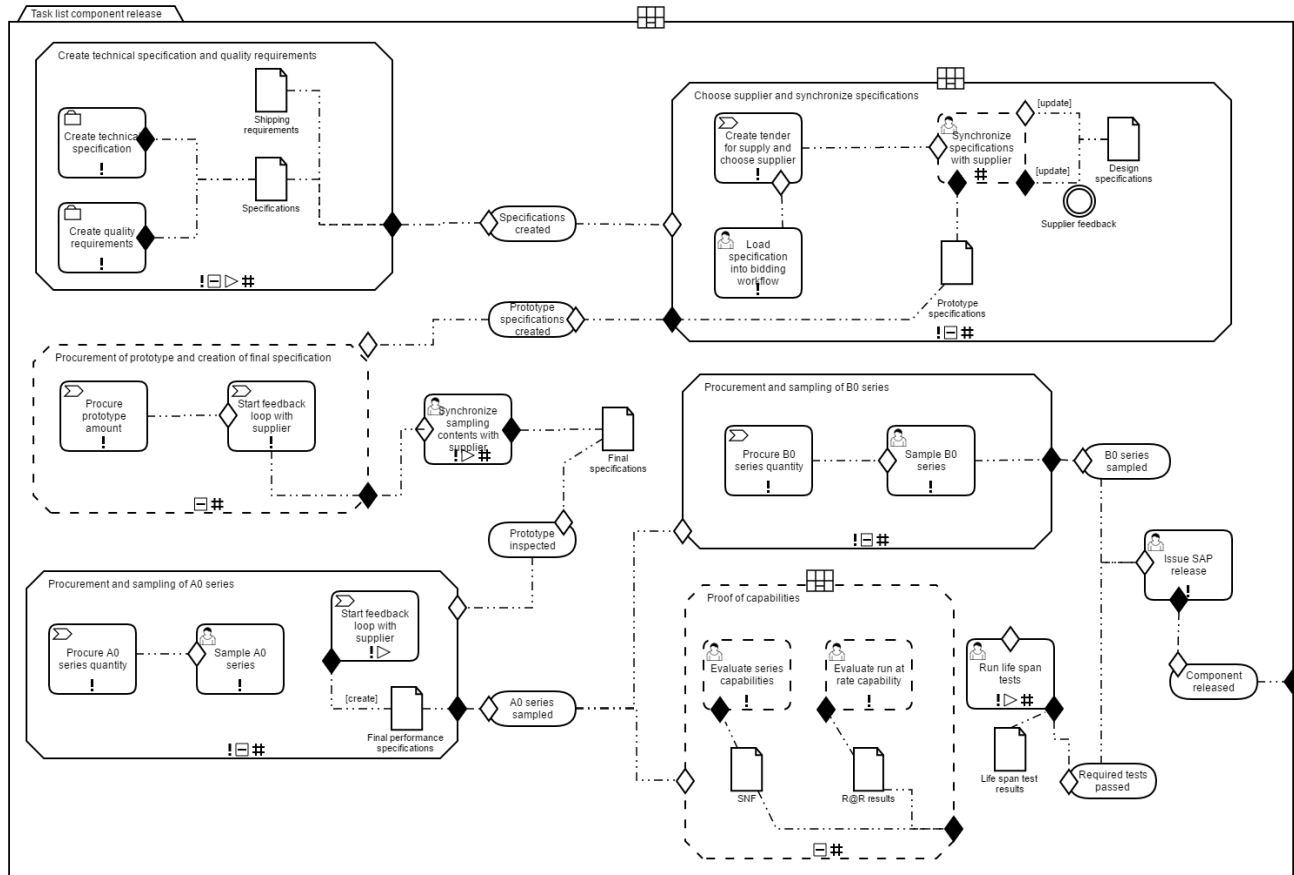 Task list component release
Create technical specification and quality requirements
Create technical
specification
Shipping
requirements
Specifications
Create quality
requirements
Specifications
created
Choose supplier and synchronize specifications
Create tender
for supply and
choose supplier
Synchronize
specifications
with supplier
[update]
[update]
Design
specifications
Supplier feedback
Load
specification
into bidding
workflow
Prototype
specifications
Prototype
specifications
created
Procurement of prototype and creation of final specification
Procure
prototype
amount
Start feedback
loop with
supplier
Synchronize
sampling
contents with
supplier
Final
specifications
Prototype
inspected
Procurement and sampling of B0 series
Procure B0
series quantity
Sample B0
series
B0 series
sampled
Issue SAP
release
Procurement and sampling of A0 series
Procure A0
series quantity
Sample A0
series
Start feedback
loop with
supplier
[create]
Final performance
specifications
A0 series
sampled
Proof of capabilities
Evaluate series
capabilities
Evaluate run at
rate capability
SNF
R@R results
Run life span
tests
Life span test
results
Required tests
passed
Component
released